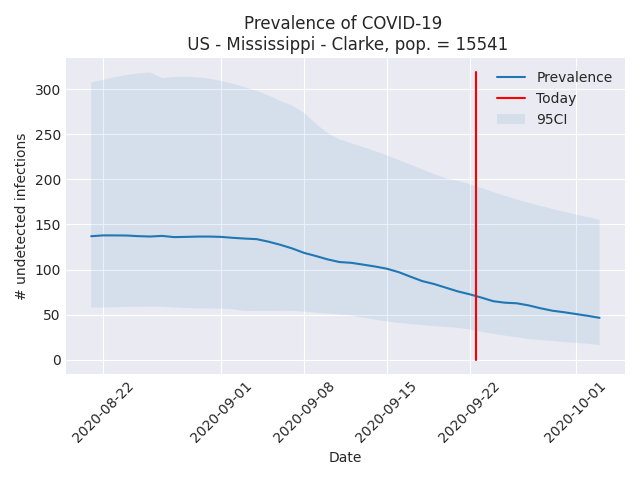 Prevalence of COVID-19
US - Mississippi - Clarke, pop. = 15541
Prevalence
Today
95CI
# undetected infections
300
250
200
150
100
50
0
2020-08-22
2020-09-01
2020-09-08
2020-09-15
2020-09-22
2020-10-01
Date